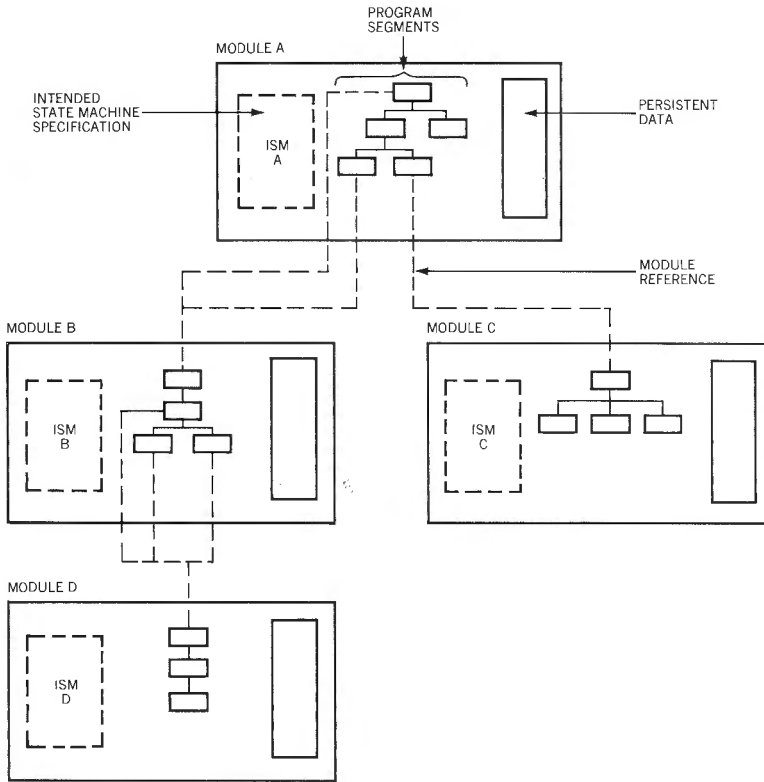 PROGRAM
SEGMENTS
MODULE A
INTENDED
STATE MACHINE
SPECIFICATION
ISM
A
PERSISTENT
DATA
MODULE
REFERENCE
MODULE B
MODULE C
ISM
B
ISM
C
MODULE D
ISM
D